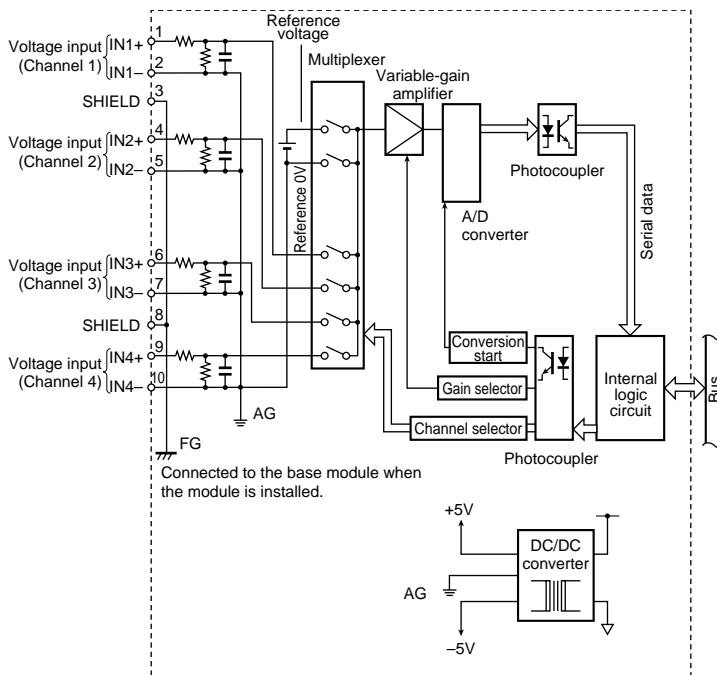 Reference
voltage
Multiplexer
Variable-gain
amplifier
Voltage input
(Channel 1)
IN1+
1
IN1–
2
SHIELD
3
Voltage input
(Channel 2)
IN2+
4
IN2–
5
Reference 0V
Photocoupler
A/D
converter
Serial data
Voltage input
(Channel 3)
IN3+
6
IN3–
7
SHIELD
8
Voltage input
(Channel 4)
IN4+
9
IN4–
10
AG
FG
Conversion
start
Gain selector
Channel selector
Photocoupler
Internal
logic
circuit
Bus
Connected to the base module when
the module is installed.
+5V
DC/DC
converter
AG
–5V